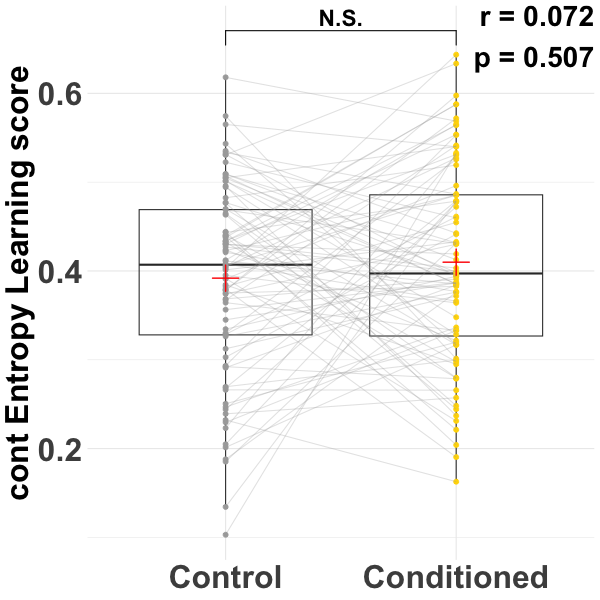 N.S.
r = 0.072
p = 0.507
cont Entropy Learning score
0.6
0.4
0.2
Control
Conditioned